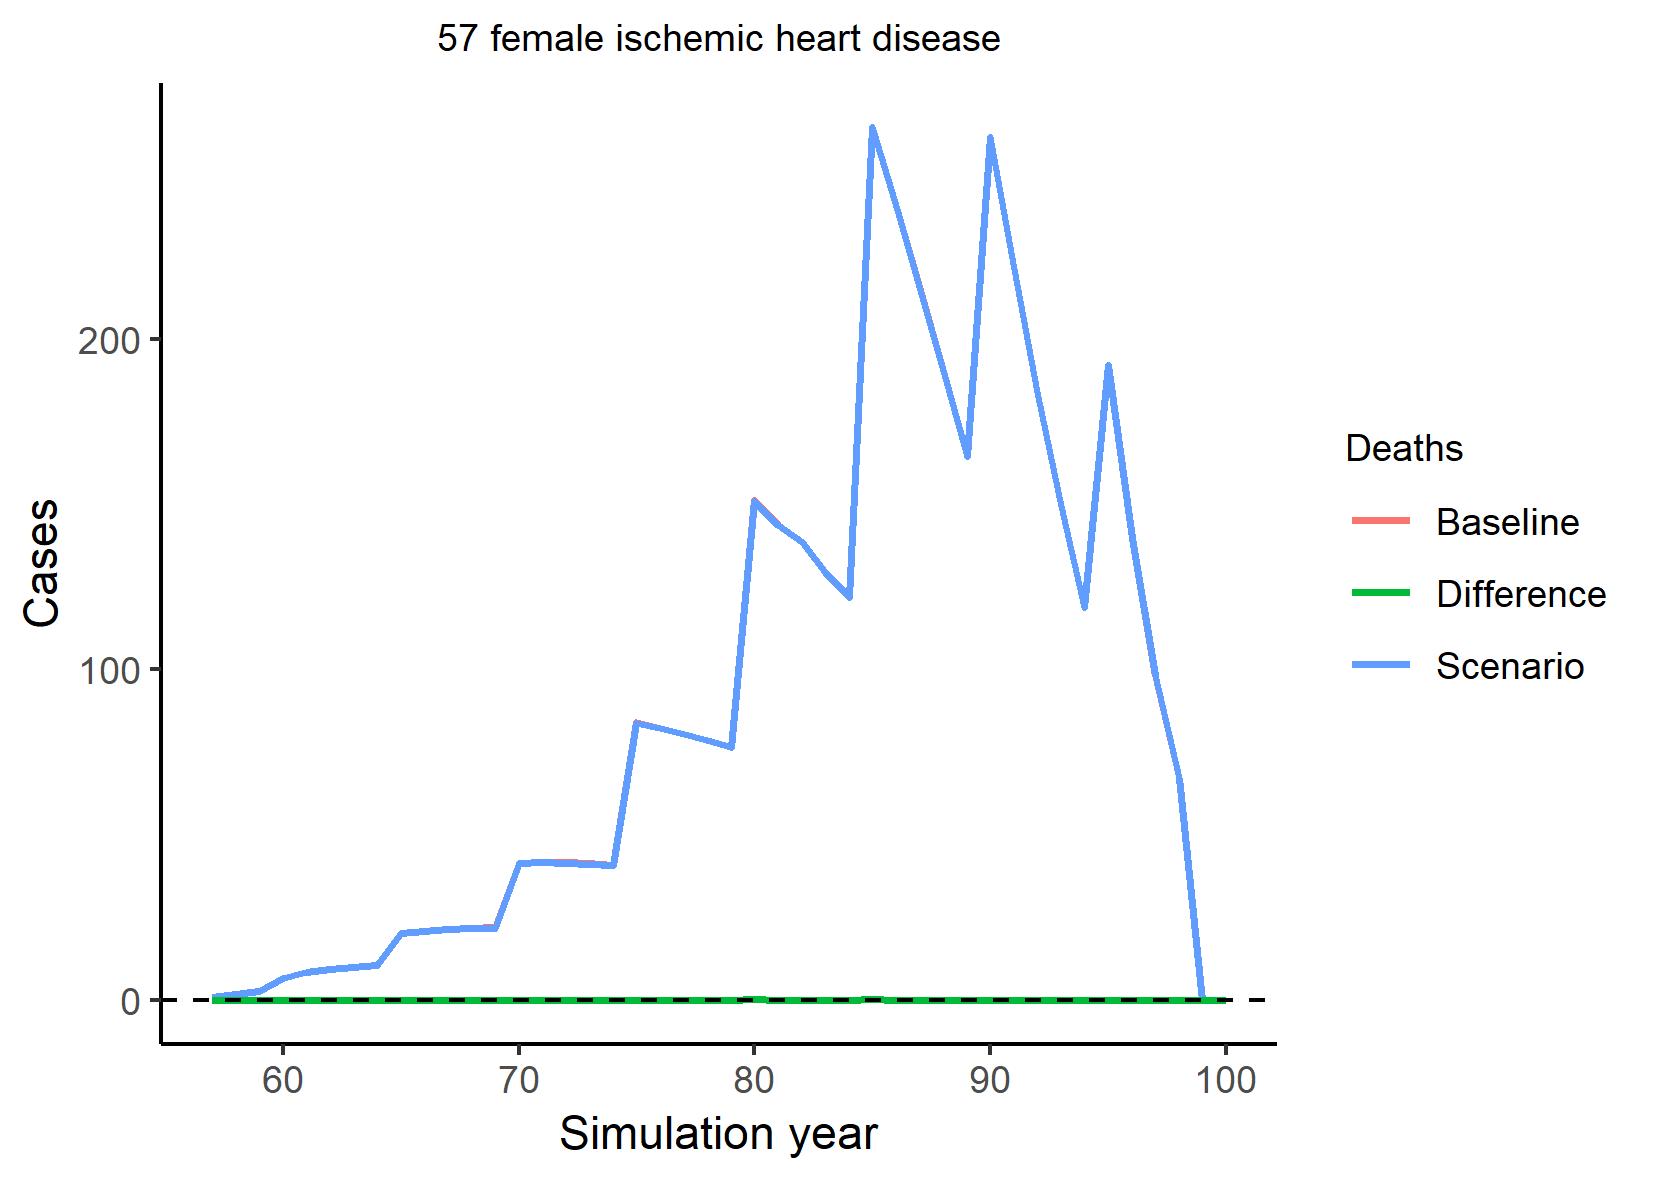 57 female ischemic heart disease
Cases
200
100
0
60 70 80 90 100
Simulation year
Deaths
Baseline
Difference
Scenario